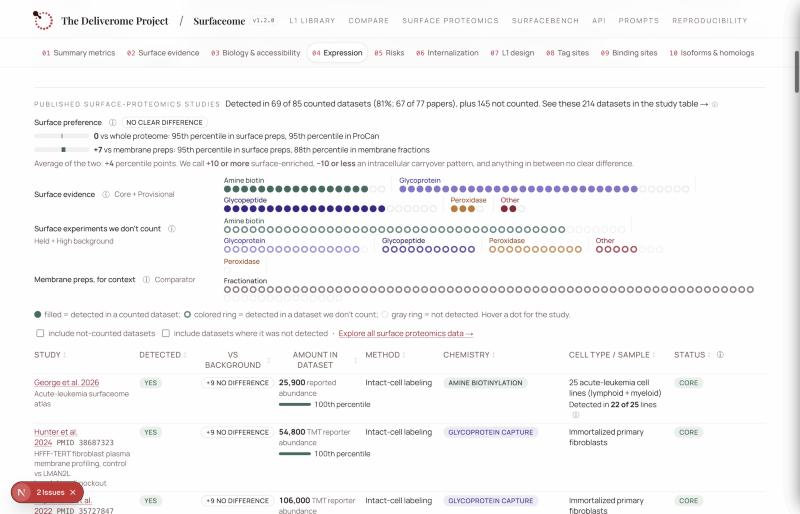 The Deliverome Project / Surfaceome v1.2.0 L1 LIBRARY COMPARE SURFACE PROTEOMICS SURFACEBENCH API PROMPTS REPRODUCIBILITY
01 Summary metrics 02 Surface evidence 03 Biology & accessibility 04 Expression 05 Risks 06 Internalization 07 L1 design 08 Tag sites 09 Binding sites 10 Isoforms & homologs
PUBLISHED SURFACE-PROTEOMICS STUDIES Detected in 69 of 85 counted datasets (81%; 67 of 77 papers), plus 145 not counted. See these 214 datasets in the study table → ⓘ
Surface preference ⓘ NO CLEAR DIFFERENCE
0 vs whole proteome: 95th percentile in surface preps, 95th percentile in ProCan
+7 vs membrane preps: 95th percentile in surface preps, 88th percentile in membrane fractions
Average of the two: +4 percentile points. We call +10 or more surface-enriched, −10 or less an intracellular carryover pattern, and anything in between no clear difference.
Amine biotin Glycoprotein
Surface evidence ⓘ Core + Provisional
Glycopeptide Peroxidase Other
Amine biotin
Surface experiments we don't count ⓘ
Held + High background
Glycoprotein Glycopeptide Peroxidase Other
Peroxidase
Membrane preps, for context ⓘ Comparator
Fractionation
filled = detected in a counted dataset; colored ring = detected in a dataset we don't count; gray ring = not detected. Hover a dot for the study.
include not-counted datasets include datasets where it was not detected · Explore all surface proteomics data →
STUDY DETECTED VS. BACKGROUND AMOUNT IN DATASET METHOD CHEMISTRY CELL TYPE / SAMPLE STATUS ⓘ
George et al. 2026 YES +9 NO DIFFERENCE 25,900 reported Intact-cell labeling AMINE BIOTINYLATION 25 acute-leukemia cell CORE
Acute-leukemia surfaceome abundance lines (lymphoid + myeloid)
atlas 100th percentile Detected in 22 of 25 lines
ⓘ
Hunter et al. YES +9 NO DIFFERENCE 54,800 TMT reporter Intact-cell labeling GLYCOPROTEIN CAPTURE Immortalized primary CORE
2024 PMID 38687323 abundance fibroblasts
HFFF-TERT fibroblast plasma 100th percentile
membrane profiling, control
vs LMAN2L
al. YES +9 NO DIFFERENCE 106,000 TMT reporter Intact-cell labeling GLYCOPROTEIN CAPTURE Immortalized primary CORE
2022 PMID 35727847 abundance fibroblasts
N 2 Issues ×